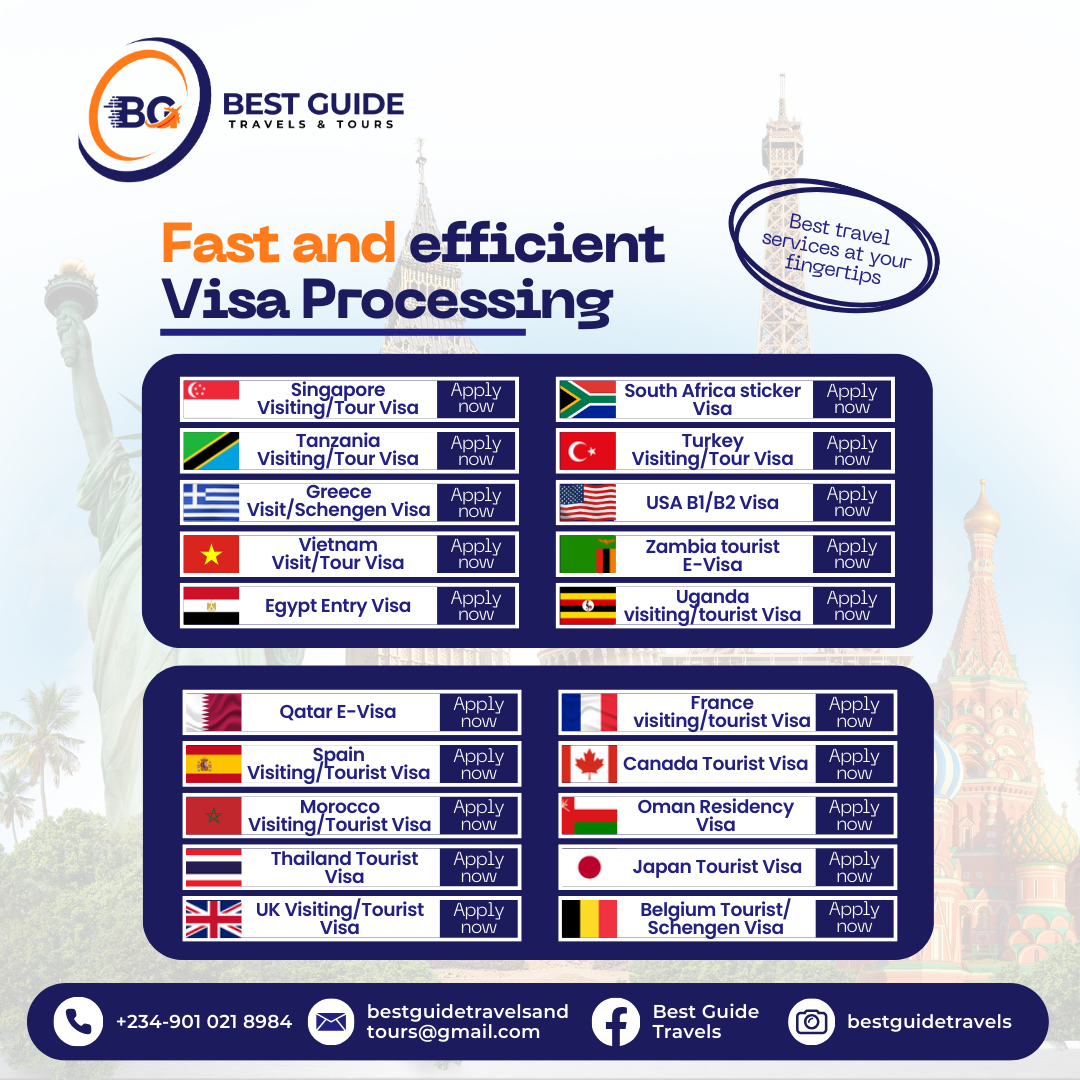 BG
BEST GUIDE
TRAVELS & TOURS
Fast and efficient
Visa Processing
Best travel
services at your
fingertips
Singapore
Visiting/Tour Visa
Apply
now
South Africa sticker
Visa
Apply
now
Tanzania
Visiting/Tour Visa
Apply
now
Turkey
Visiting/Tour Visa
Apply
now
Greece
Visit/Schengen Visa
Apply
now
USA B1/B2 Visa
Apply
now
Vietnam
Visit/Tour Visa
Apply
now
Zambia tourist
E-Visa
Apply
now
Egypt Entry Visa
Apply
now
Uganda
visiting/tourist Visa
Apply
now
Qatar E-Visa
Apply
now
France
visiting/tourist Visa
Apply
now
Spain
Visiting/Tourist Visa
Apply
now
Canada Tourist Visa
Apply
now
Morocco
Visiting/Tourist Visa
Apply
now
Oman Residency
Visa
Apply
now
Thailand Tourist
Visa
Apply
now
Japan Tourist Visa
Apply
now
UK Visiting/Tourist
Visa
Apply
now
Belgium Tourist/
Schengen Visa
Apply
now
+234-901 021 8984
bestguidetravelsand
tours@gmail.com
Best Guide
Travels
bestguidetravels